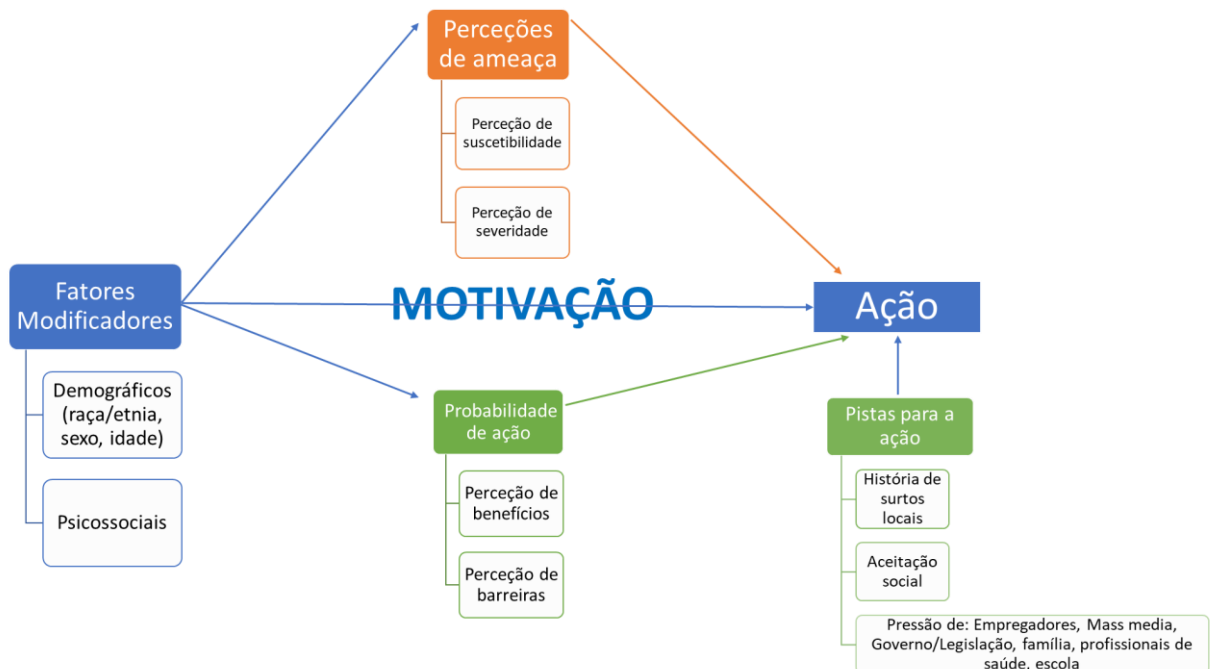 Perceções
de ameaça
Perceção de
suscetibilidade
Perceção de
severidade
Fatores
Modificadores
Demográficos
(raça/etnia,
sexo, idade)
Psicossociais
MOTIVAÇÃO
Ação
Probabilidade
de ação
Perceção de
benefícios
Perceção de
barreiras
Pistas para a
ação
História de
surtos
locais
Aceitação
social
Pressão de: Empregadores, Mass media,
Governo/Legislação, família, profissionais de
saúde, escola